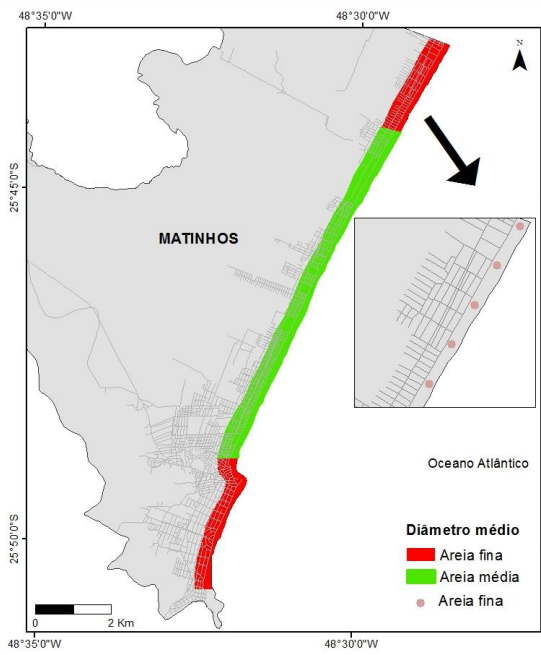 48°35'0"W
48°30'0"W
N
25°45'0"S
MATINHOS
Oceano Atlântico
25°50'0"S
Diâmetro médio
Areia fina
Areia média
Areia fina
0
2 Km
48°35'0"W
48°30'0"W